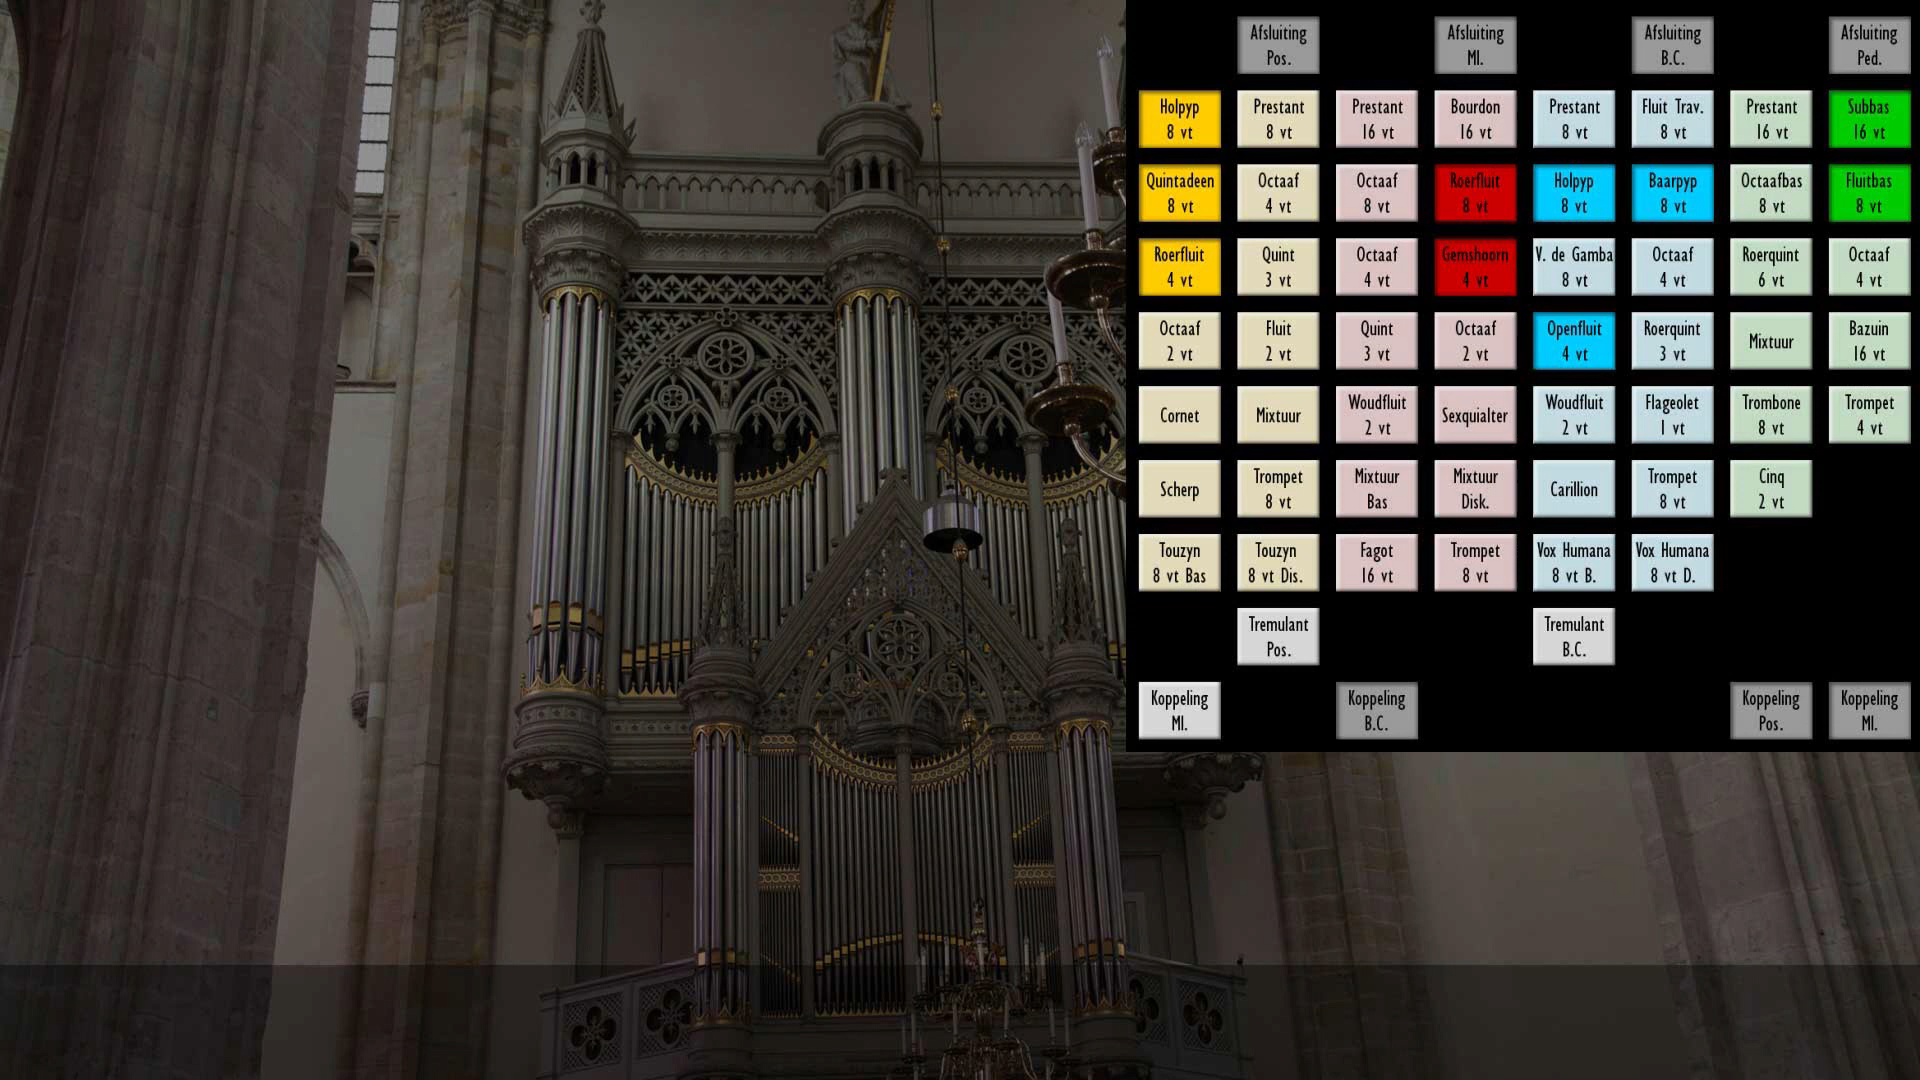 Afsluiting Pos.
Afsluiting Ml.
Afsluiting B.C.
Afsluiting Ped.
Holpyp 8 vt
Prestant 8 vt
Prestant 16 vt
Bourdon 16 vt
Prestant 8 vt
Fluit Trav. 8 vt
Prestant 16 vt
Subbas 16 vt
Quintadeen 8 vt
Octaaf 4 vt
Octaaf 8 vt
Roerfluit 8 vt
Holpyp 8 vt
Baarpyp 8 vt
Octaafbas 8 vt
Fluitbas 8 vt
Roerfluit 4 vt
Quint 3 vt
Octaaf 4 vt
Gemshoorn 4 vt
V. de Gamba 8 vt
Octaaf 4 vt
Roerquint 6 vt
Octaaf 4 vt
Octaaf 2 vt
Fluit 2 vt
Quint 3 vt
Octaaf 2 vt
Openfluit 4 vt
Roerquint 3 vt
Mixtuur
Bazuin 16 vt
Cornet
Mixtuur
Woudfluit 2 vt
Sexquialter
Woudfluit 2 vt
Flageolet 1 vt
Trombone 8 vt
Trompet 4 vt
Scherp
Trompet 8 vt
Mixtuur Bas
Mixtuur Disk.
Carillion
Trompet 8 vt
Cinq 2 vt
Touzyn 8 vt Bas
Touzyn 8 vt Dis.
Fagot 16 vt
Trompet 8 vt
Vox Humana 8 vt B.
Vox Humana 8 vt D.
Tremulant Pos.
Tremulant B.C.
Koppeling Ml.
Koppeling B.C.
Koppeling Pos.
Koppeling Ml.